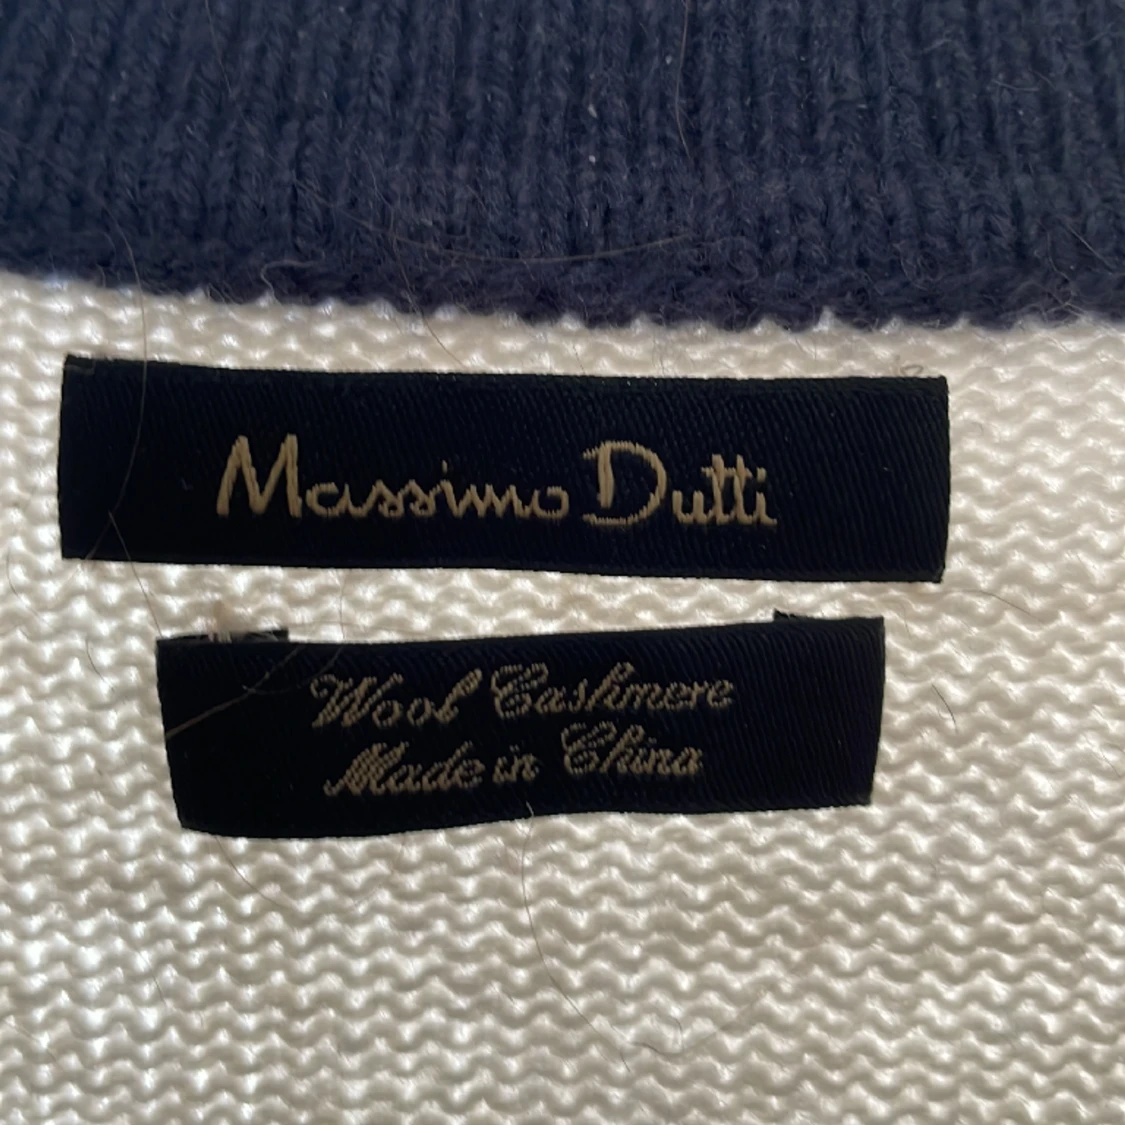 Massimo Dutti
Wool Cashmere
Made in China